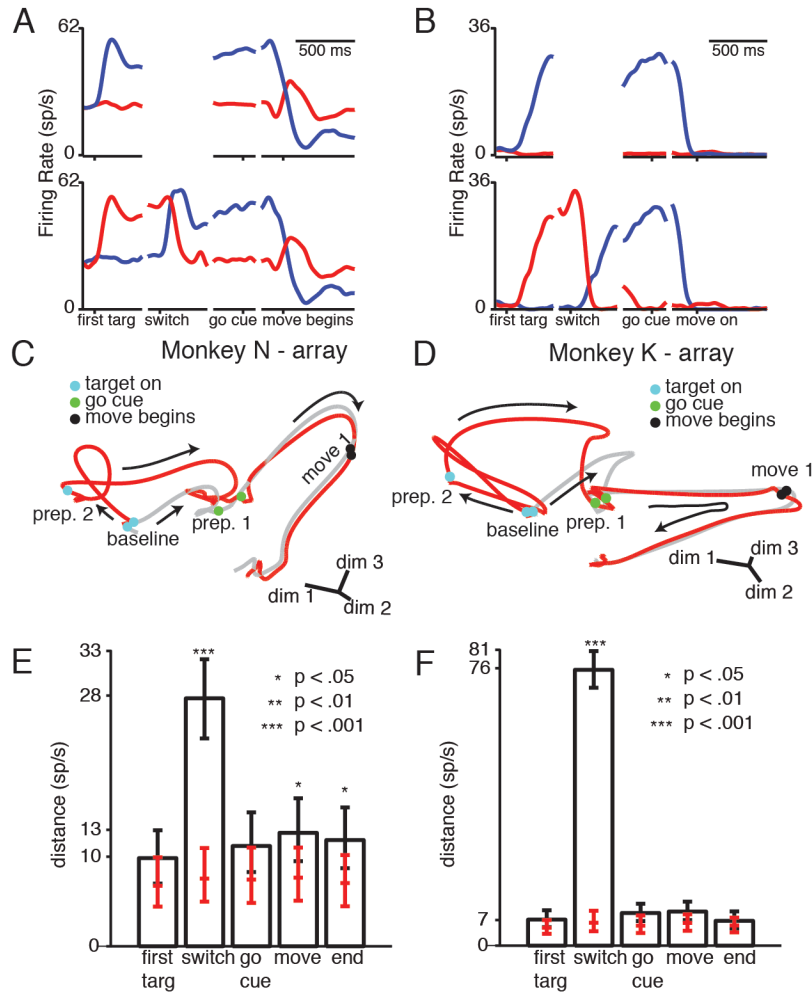 A
B
62
500 ms
0
62
0
Firing Rate (sp/s)
first targ switch go cue move begins
36
500 ms
0
36
0
Firing Rate (sp/s)
first targ switch go cue move on
C
Monkey N - array
target on
go cue
move begins
prep. 2
baseline
prep. 1
move 1
dim 1
dim 3
dim 2
D
Monkey K - array
target on
go cue
move begins
prep. 2
baseline
prep. 1
move 1
dim 1
dim 3
dim 2
E
33
28
13
10
0
distance (sp/s)
***
* p < .05
** p < .01
*** p < .001
*
*
first targ
switch
go cue
move
end
F
81
76
7
0
distance (sp/s)
***
* p < .05
** p < .01
*** p < .001
first targ
switch
go cue
move
end